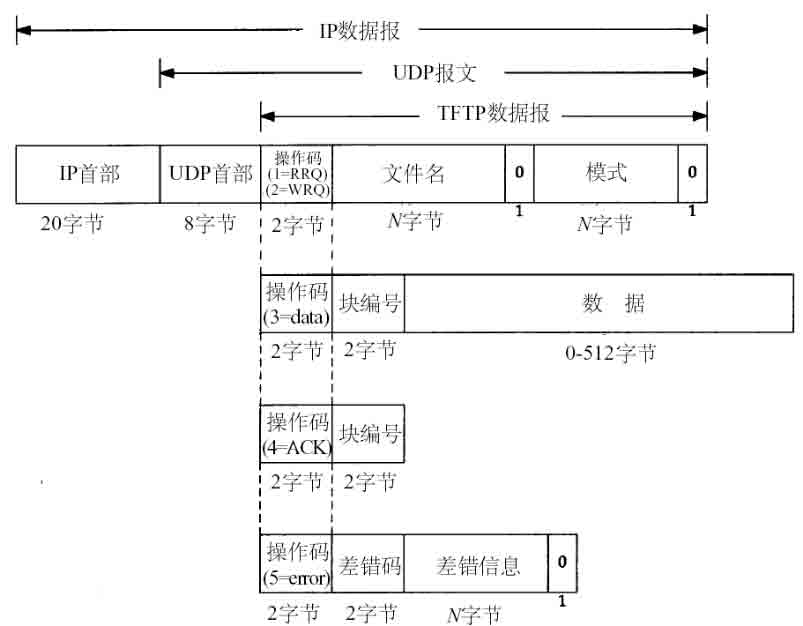 IP数据报
UDP报文
TFTP数据报
IP首部
UDP首部
操作码
(1=RRQ)
(2=WRQ)
文件名
0
模式
0
20字节
8字节
2字节
N字节
1
N字节
1
操作码
(3=data)
块编号
数 据
2字节
2字节
0-512字节
操作码
(4=ACK)
块编号
2字节
2字节
操作码
(5=error)
差错码
差错信息
0
2字节
2字节
N字节
1